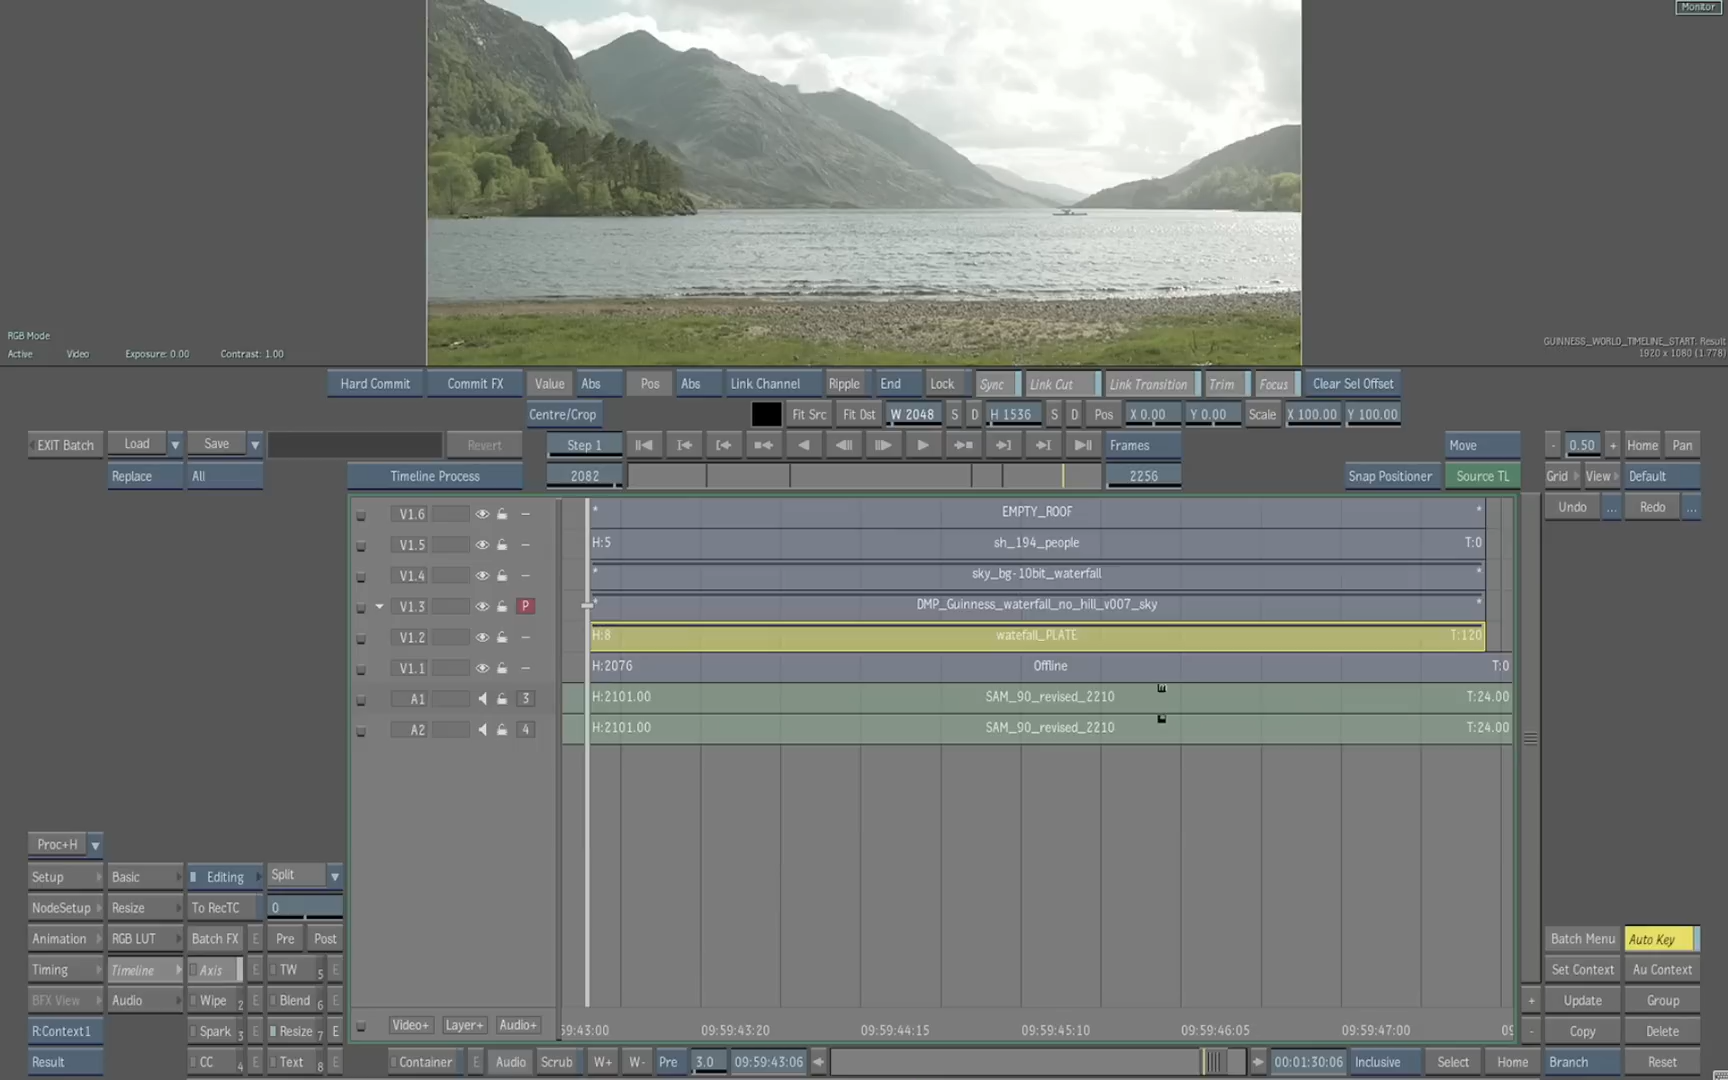 Monitor
RGB Mode
Active Video Exposure: 0.00 Contrast: 1.00
GUINNESS_WORLD_TIMELINE_START: Result
1920 x 1080 (1.778)
Hard Commit Commit FX Value Abs Pos Abs Link Channel Ripple End Lock Sync Link Cut Link Transition Trim Focus Clear Sel Offset
Centre/Crop Fit Src Fit Dst W 2048 S D H 1536 S D Pos X 0.00 Y 0.00 Scale X 100.00 Y 100.00
EXIT Batch Load Save Revert Step 1 Frames Move - 0.50 + Home Pan
Replace All Timeline Process 2082 2256 Snap Positioner Source TL Grid View Default
Undo ... Redo ...
V1.6 EMPTY_ROOF
V1.5 H:5 sh_194_people T:0
V1.4 sky_bg-10bit_waterfall
V1.3 P DMP_Guinness_waterfall_no_hill_v007_sky
V1.2 H:8 watefall_PLATE T:120
V1.1 H:2076 Offline T:0
A1 3 H:2101.00 SAM_90_revised_2210 T:24.00
A2 4 H:2101.00 SAM_90_revised_2210 T:24.00
Proc+H
Setup Basic Editing Split
NodeSetup Resize To RecTC 0
Animation RGB LUT Batch FX E Pre Post Batch Menu Auto Key
Timing Timeline Axis E TW 5 E Set Context Au Context
BFX View Audio Wipe 2 E Blend 6 E + Update Group
R:Context1 Spark 3 E Resize 7 E Video+ Layer+ Audio+ 59:43:00 09:59:43:20 09:59:44:15 09:59:45:10 09:59:46:05 09:59:47:00 09 - Copy Delete
Result CC 4 E Text 8 E Container E Audio Scrub W+ W- Pre 3.0 09:59:43:06 00:01:30:06 Inclusive Select Home Branch Reset